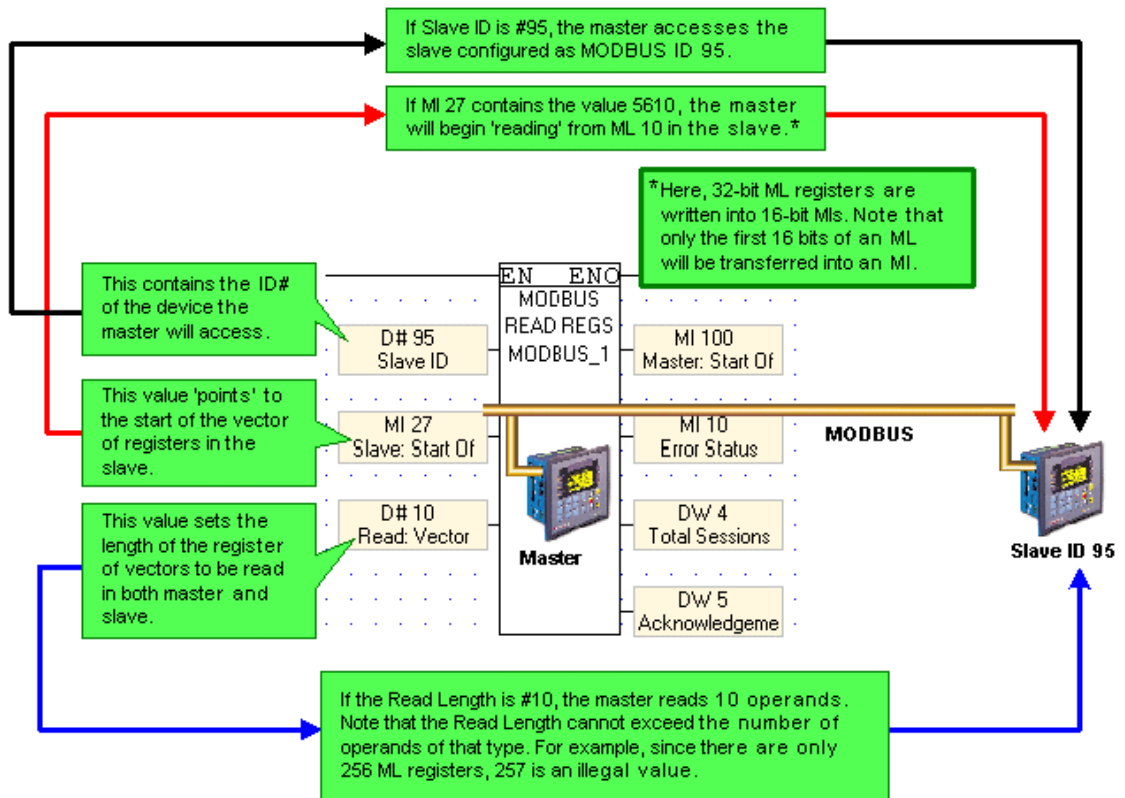 If Slave ID is #95, the master accesses the
slave configured as MODBUS ID 95.
If MI 27 contains the value 5610, the master
will begin 'reading' from ML 10 in the slave.*
*Here, 32-bit ML registers are
written into 16-bit MIs. Note that
only the first 16 bits of an ML
will be transferred into an MI.
This contains the ID#
of the device the
master will access.
This value 'points' to
the start of the vector
of registers in the
slave.
This value sets the
length of the register
of vectors to be read
in both master and
slave.
EN ENO
MODBUS
READ REGS
MODBUS_1
D# 95
Slave ID
MI 27
Slave: Start Of
D# 10
Read: Vector
MI 100
Master: Start Of
MI 10
Error Status
DW 4
Total Sessions
DW 5
Acknowledgeme
Master
MODBUS
Slave ID 95
If the Read Length is #10, the master reads 10 operands.
Note that the Read Length cannot exceed the number of
operands of that type. For example, since there are only
256 ML registers, 257 is an illegal value.